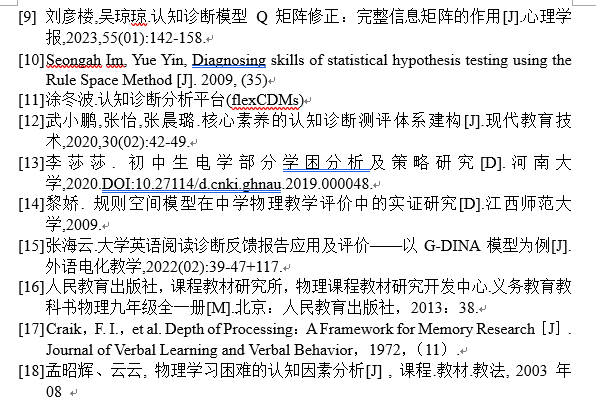 [9] 刘彦楼,吴琼琼.认知诊断模型 Q 矩阵修正：完整信息矩阵的作用[J].心理学
报,2023,55(01):142-158.
[10]Seongah Im, Yue Yin, Diagnosing skills of statistical hypothesis testing using the
Rule Space Method [J]. 2009, (35)
[11]涂冬波.认知诊断分析平台(flexCDMs)
[12]武小鹏,张怡,张晨璐.核心素养的认知诊断测评体系建构[J].现代教育技
术,2020,30(02):42-49.
[13]李莎莎. 初中生电学部分学困分析及策略研究[D].河南大
学,2020.DOI:10.27114/d.cnki.ghnau.2019.000048.
[14]黎娇. 规则空间模型在中学物理教学评价中的实证研究[D].江西师范大
学,2009.
[15]张海云.大学英语阅读诊断反馈报告应用及评价——以 G-DINA 模型为例[J].
外语电化教学,2022(02):39-47+117.
[16]人民教育出版社，课程教材研究所，物理课程教材研究开发中心.义务教育教
科书物理九年级全一册[M].北京：人民教育出版社，2013：38.
[17]Craik，F. I.，et al. Depth of Processing：A Framework for Memory Research［J］.
Journal of Verbal Learning and Verbal Behavior，1972，（11）.
[18]孟昭辉、云云, 物理学习困难的认知因素分析[J]，课程.教材.教法, 2003 年
08